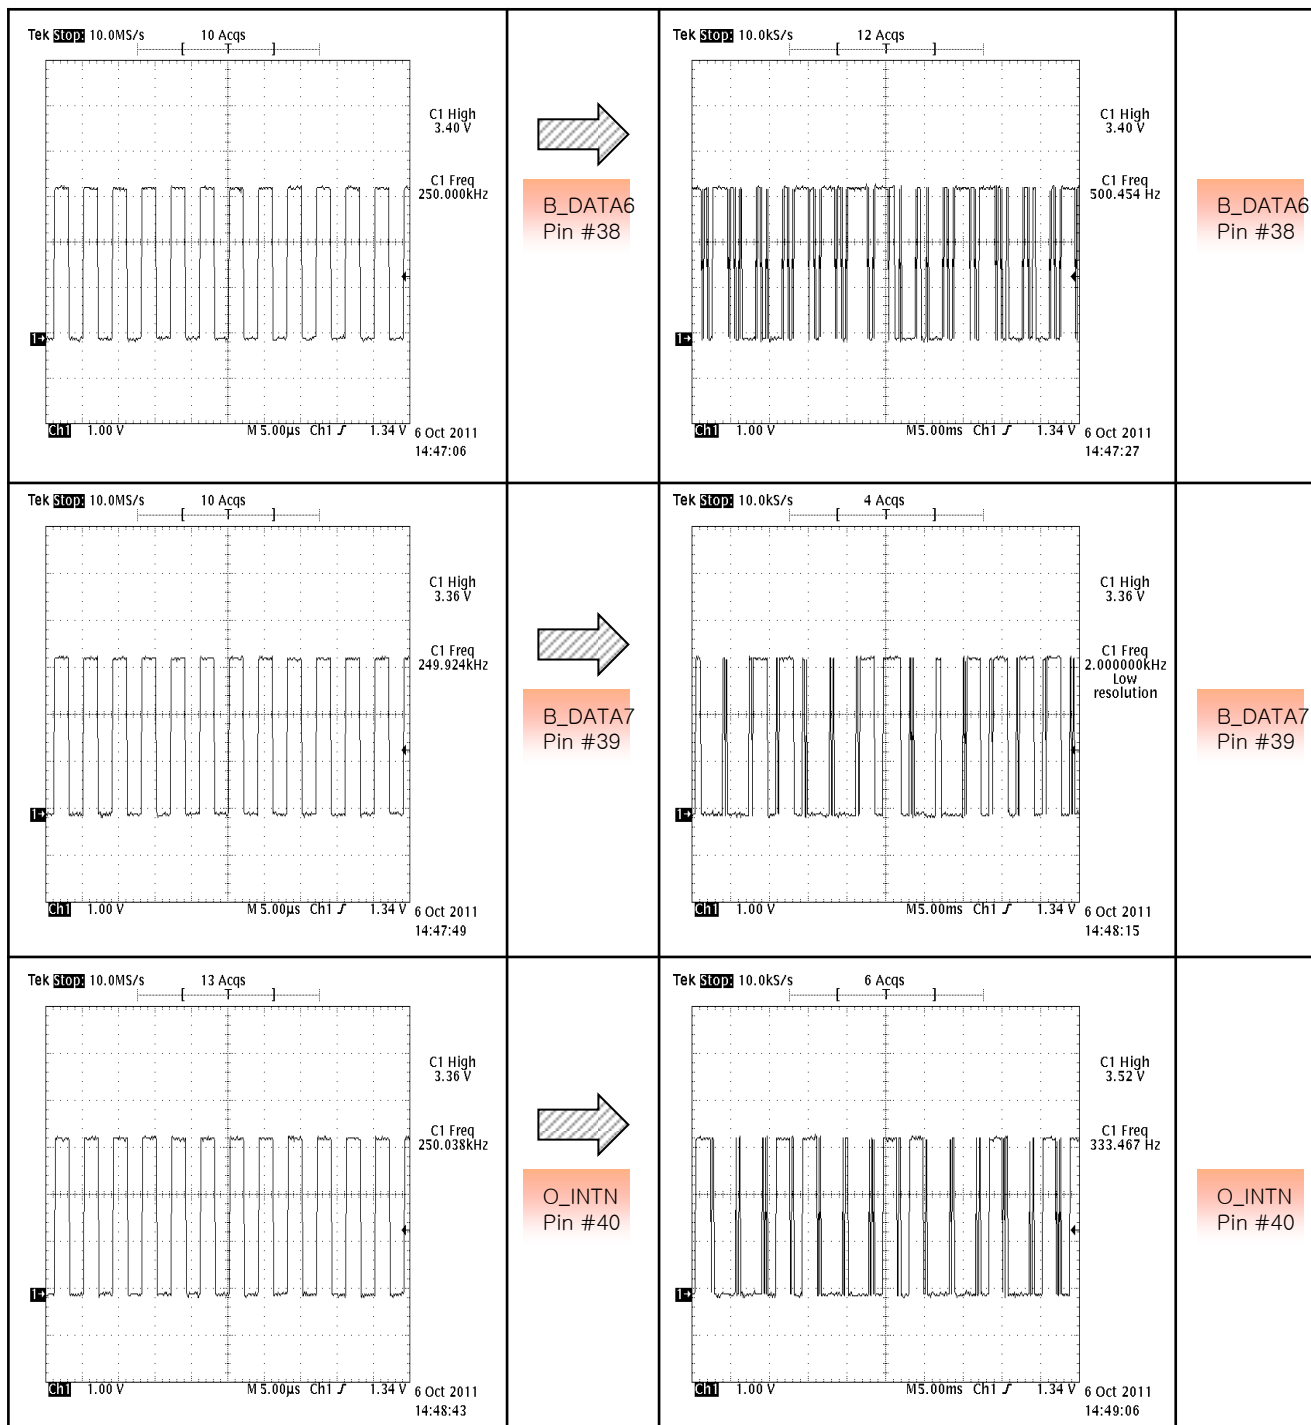 Tek Stop: 10.0MS/s 10 Acqs
[ T ]
C1 High
3.40 V
C1 Freq
250.000kHz
1
Ch1 1.00 V M 5.00µs Ch1 ʃ 1.34 V
6 Oct 2011
14:47:06
B_DATA6
Pin #38
Tek Stop: 10.0kS/s 12 Acqs
[ T ]
C1 High
3.40 V
C1 Freq
500.454 Hz
1
Ch1 1.00 V M5.00ms Ch1 ʃ 1.34 V
6 Oct 2011
14:47:27
B_DATA6
Pin #38
Tek Stop: 10.0MS/s 10 Acqs
[ T ]
C1 High
3.36 V
C1 Freq
249.924kHz
1
Ch1 1.00 V M 5.00µs Ch1 ʃ 1.34 V
6 Oct 2011
14:47:49
B_DATA7
Pin #39
Tek Stop: 10.0kS/s 4 Acqs
[ T ]
C1 High
3.36 V
C1 Freq
2.000000kHz
Low
resolution
1
Ch1 1.00 V M5.00ms Ch1 ʃ 1.34 V
6 Oct 2011
14:48:15
B_DATA7
Pin #39
Tek Stop: 10.0MS/s 13 Acqs
[ T ]
C1 High
3.36 V
C1 Freq
250.038kHz
1
Ch1 1.00 V M 5.00µs Ch1 ʃ 1.34 V
6 Oct 2011
14:48:43
O_INTN
Pin #40
Tek Stop: 10.0kS/s 6 Acqs
[ T ]
C1 High
3.52 V
C1 Freq
333.467 Hz
1
Ch1 1.00 V M5.00ms Ch1 ʃ 1.34 V
6 Oct 2011
14:49:06
O_INTN
Pin #40